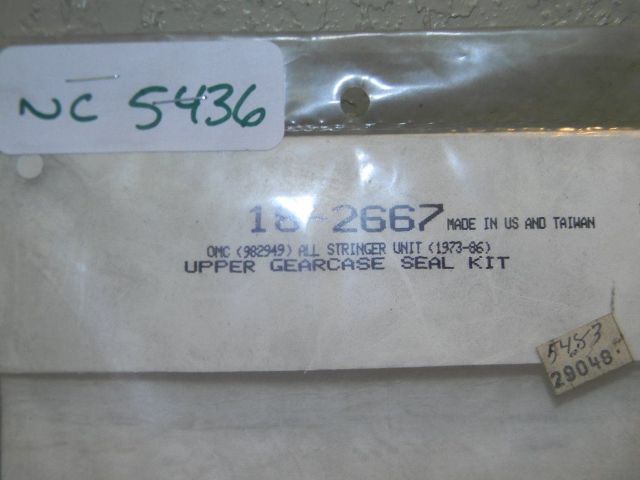 NC 5436
18-2667 MADE IN US AND TAIWAN
OMC (982949) ALL STRINGER UNIT (1973-86)
UPPER GEARCASE SEAL KIT
5453
29048